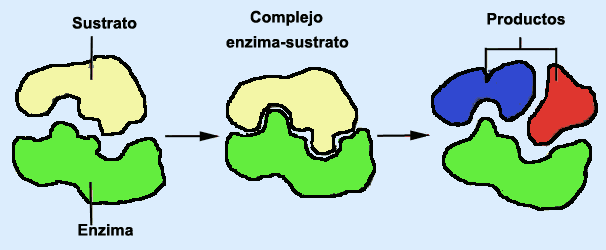 Sustrato
Complejo
enzima-sustrato
Productos
Enzima